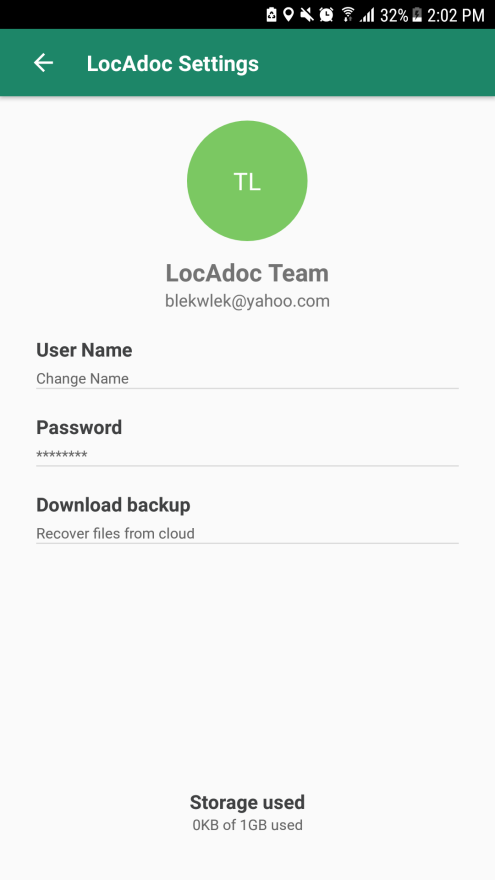 32% 2:02 PM
LocAdoc Settings
TL
LocAdoc Team
blekwlek@yahoo.com
User Name
Change Name
Password
********
Download backup
Recover files from cloud
Storage used
0KB of 1GB used